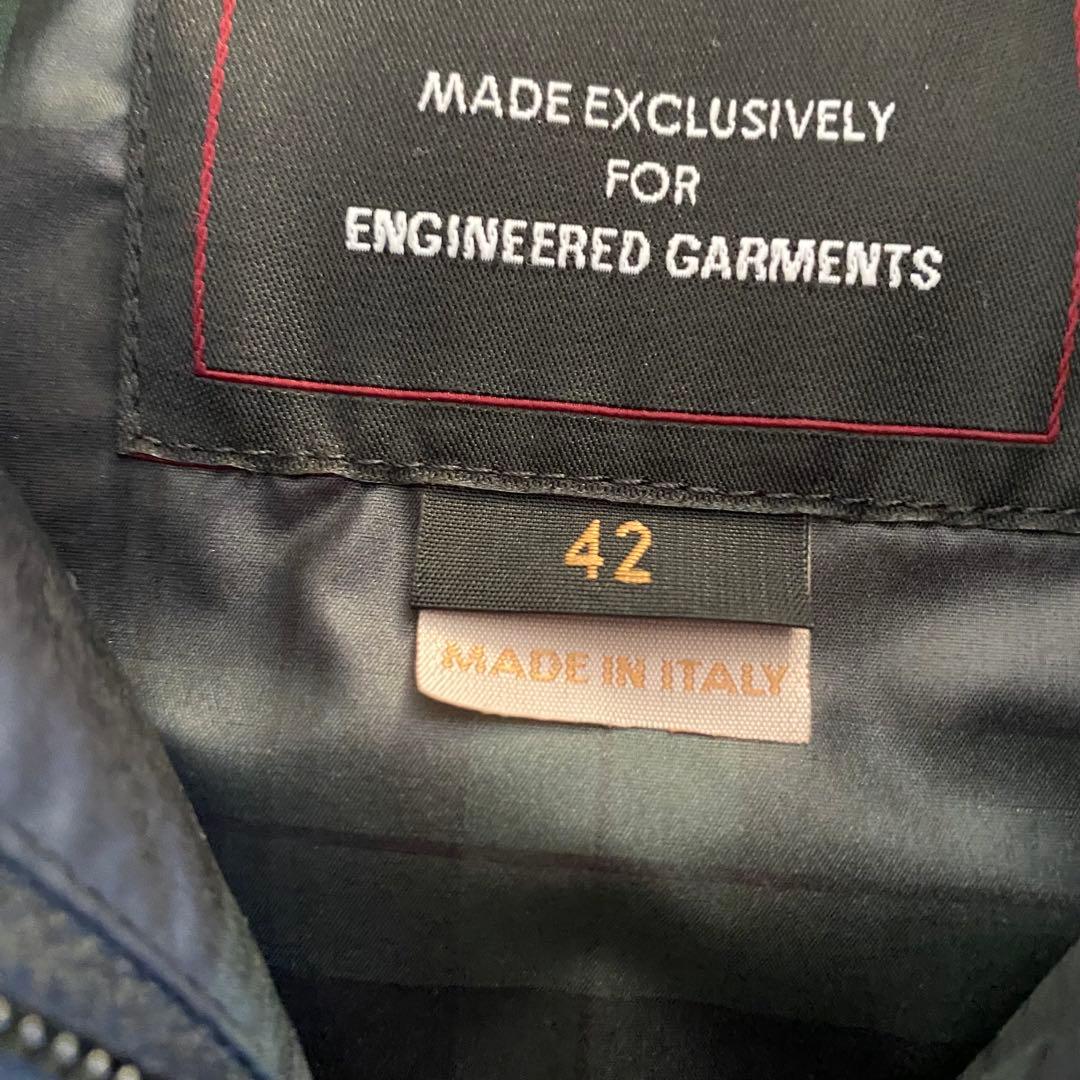 MADE EXCLUSIVELY
FOR
ENGINEERED GARMENTS
42
MADE IN ITALY